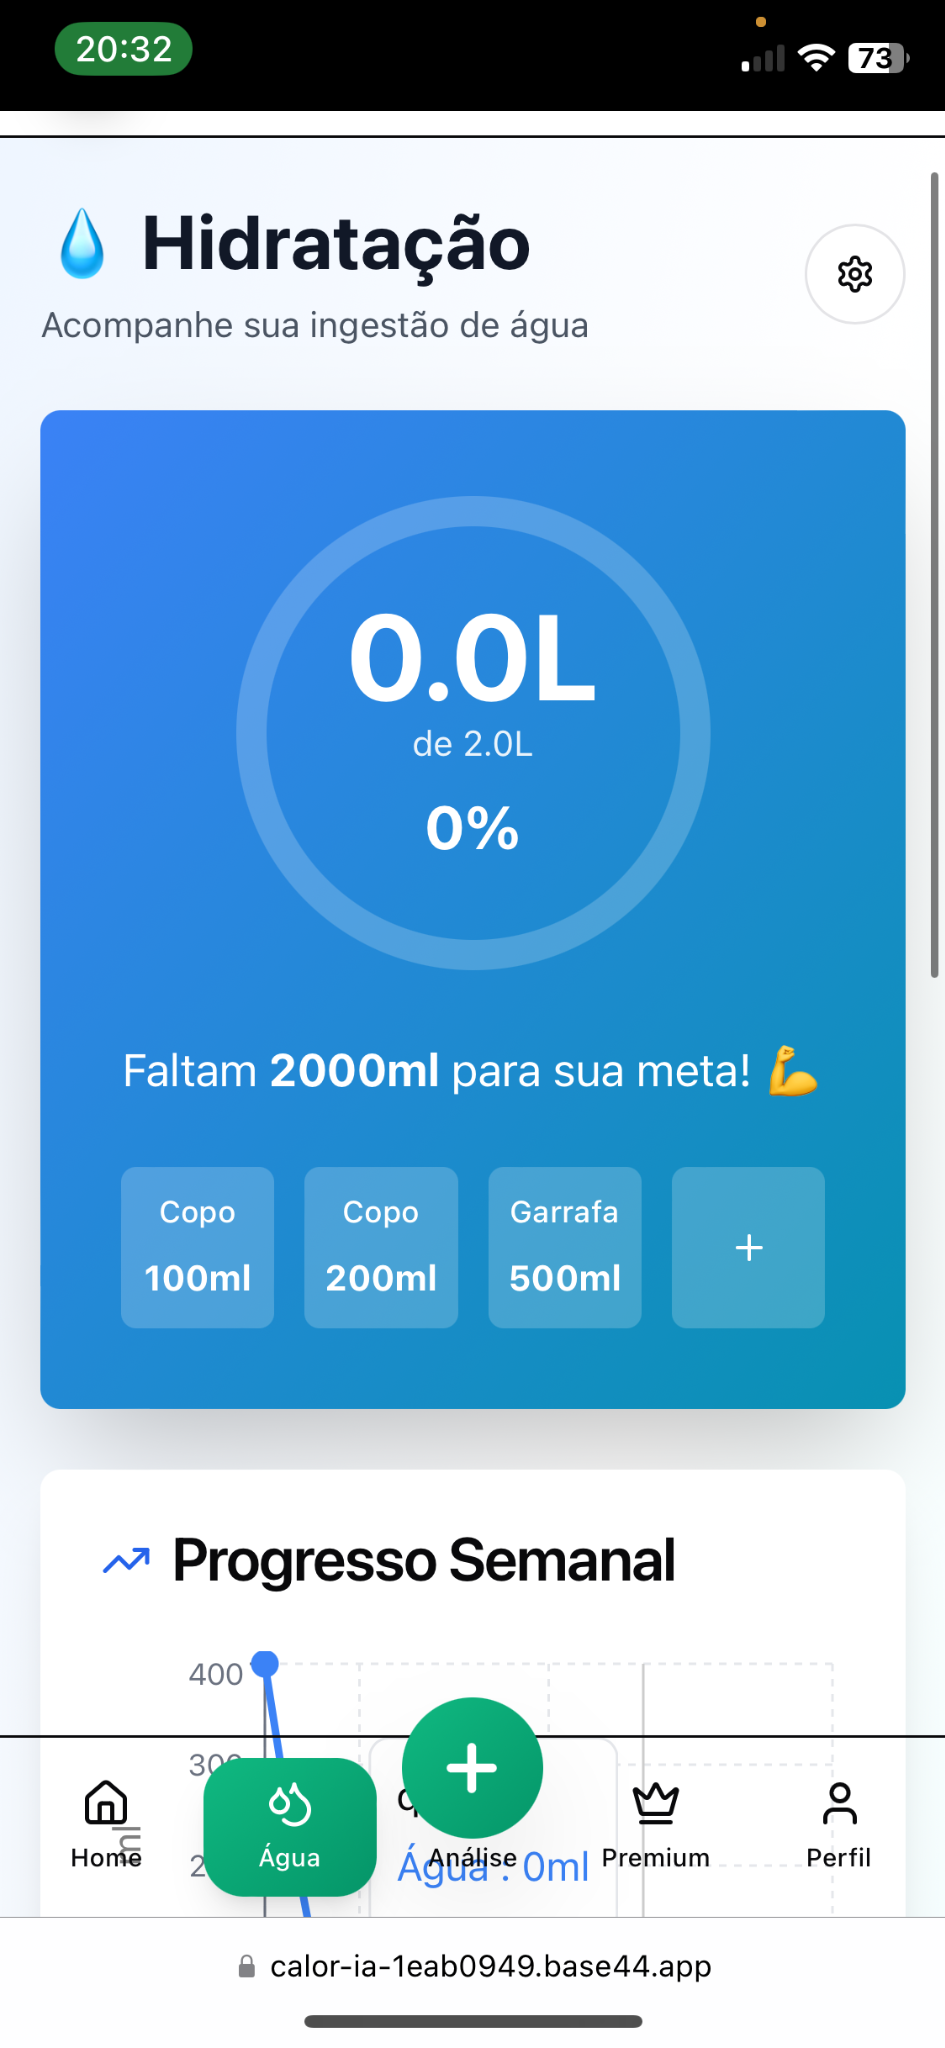 20:32
73
Hidratação
Acompanhe sua ingestão de água
0.0L
de 2.0L
0%
Faltam 2000ml para sua meta!
Copo
100ml
Copo
200ml
Garrafa
500ml
Progresso Semanal
400
300
ml
Água : 0ml
Home
Água
Análise
Premium
Perfil
calor-ia-1eab0949.base44.app